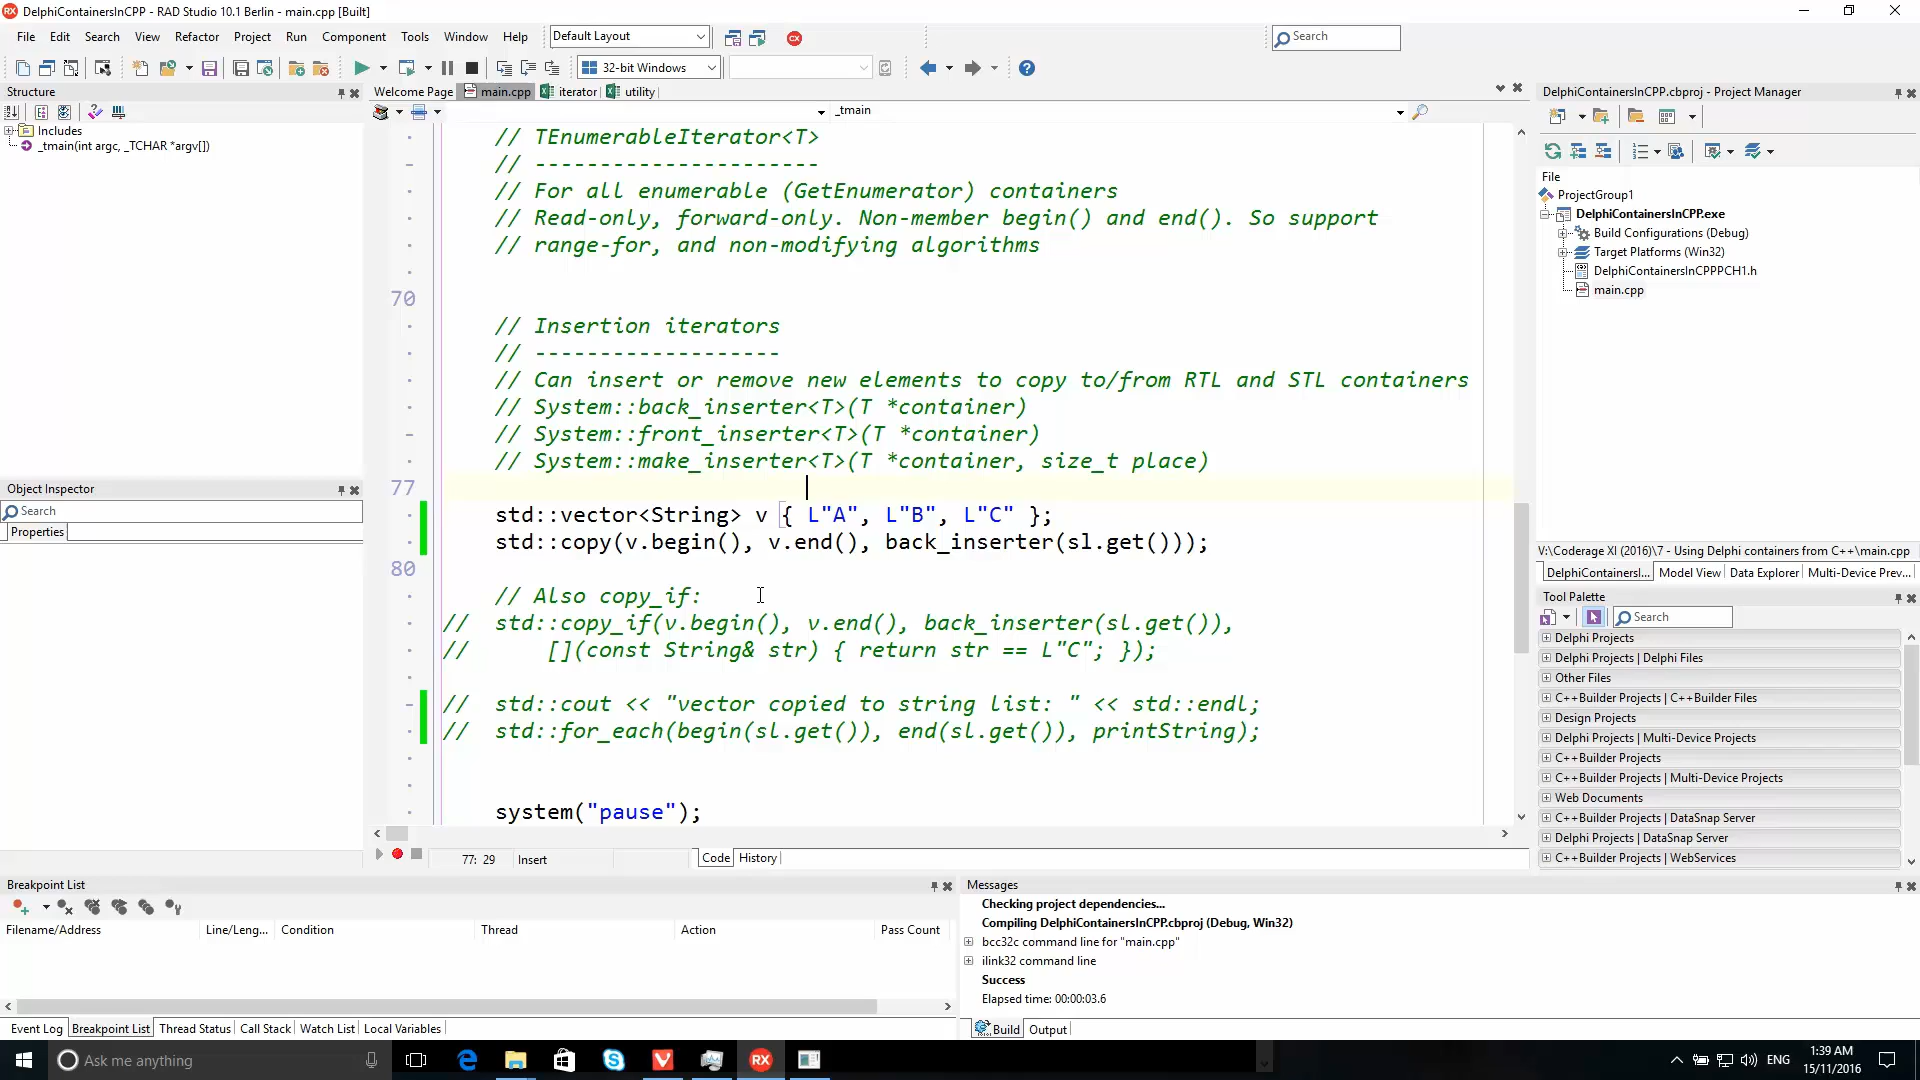 DelphiContainersInCPP - RAD Studio 10.1 Berlin - main.cpp [Built]
File Edit Search View Refactor Project Run Component Tools Window Help Default Layout Search
32-bit Windows
Structure
Includes
_tmain(int argc, _TCHAR *argv[])
Object Inspector
Search
Properties
Welcome Page main.cpp iterator utility
_tmain
// TEnumerableIterator<T>
// ----------------------
// For all enumerable (GetEnumerator) containers
// Read-only, forward-only. Non-member begin() and end(). So support
// range-for, and non-modifying algorithms
70
// Insertion iterators
// -------------------
// Can insert or remove new elements to copy to/from RTL and STL containers
// System::back_inserter<T>(T *container)
// System::front_inserter<T>(T *container)
// System::make_inserter<T>(T *container, size_t place)
77
std::vector<String> v { L"A", L"B", L"C" };
std::copy(v.begin(), v.end(), back_inserter(sl.get()));
80
// Also copy_if:
// std::copy_if(v.begin(), v.end(), back_inserter(sl.get()),
// [](const String& str) { return str == L"C"; });
// std::cout << "vector copied to string list: " << std::endl;
// std::for_each(begin(sl.get()), end(sl.get()), printString);
system("pause");
77: 29 Insert Code History
DelphiContainersInCPP.cbproj - Project Manager
File
ProjectGroup1
DelphiContainersInCPP.exe
Build Configurations (Debug)
Target Platforms (Win32)
DelphiContainersInCPPPCH1.h
main.cpp
V:\Coderage XI (2016)\7 - Using Delphi containers from C++\main.cpp
DelphiContainersI... Model View Data Explorer Multi-Device Prev...
Tool Palette
Search
Delphi Projects
Delphi Projects | Delphi Files
Other Files
C++Builder Projects | C++Builder Files
Design Projects
Delphi Projects | Multi-Device Projects
C++Builder Projects
C++Builder Projects | Multi-Device Projects
Web Documents
C++Builder Projects | DataSnap Server
Delphi Projects | DataSnap Server
C++Builder Projects | WebServices
Breakpoint List
Filename/Address Line/Leng... Condition Thread Action Pass Count
Event Log Breakpoint List Thread Status Call Stack Watch List Local Variables
Messages
Checking project dependencies...
Compiling DelphiContainersInCPP.cbproj (Debug, Win32)
bcc32c command line for "main.cpp"
ilink32 command line
Success
Elapsed time: 00:00:03.6
Build Output
Ask me anything
RX
ENG
1:39 AM
15/11/2016